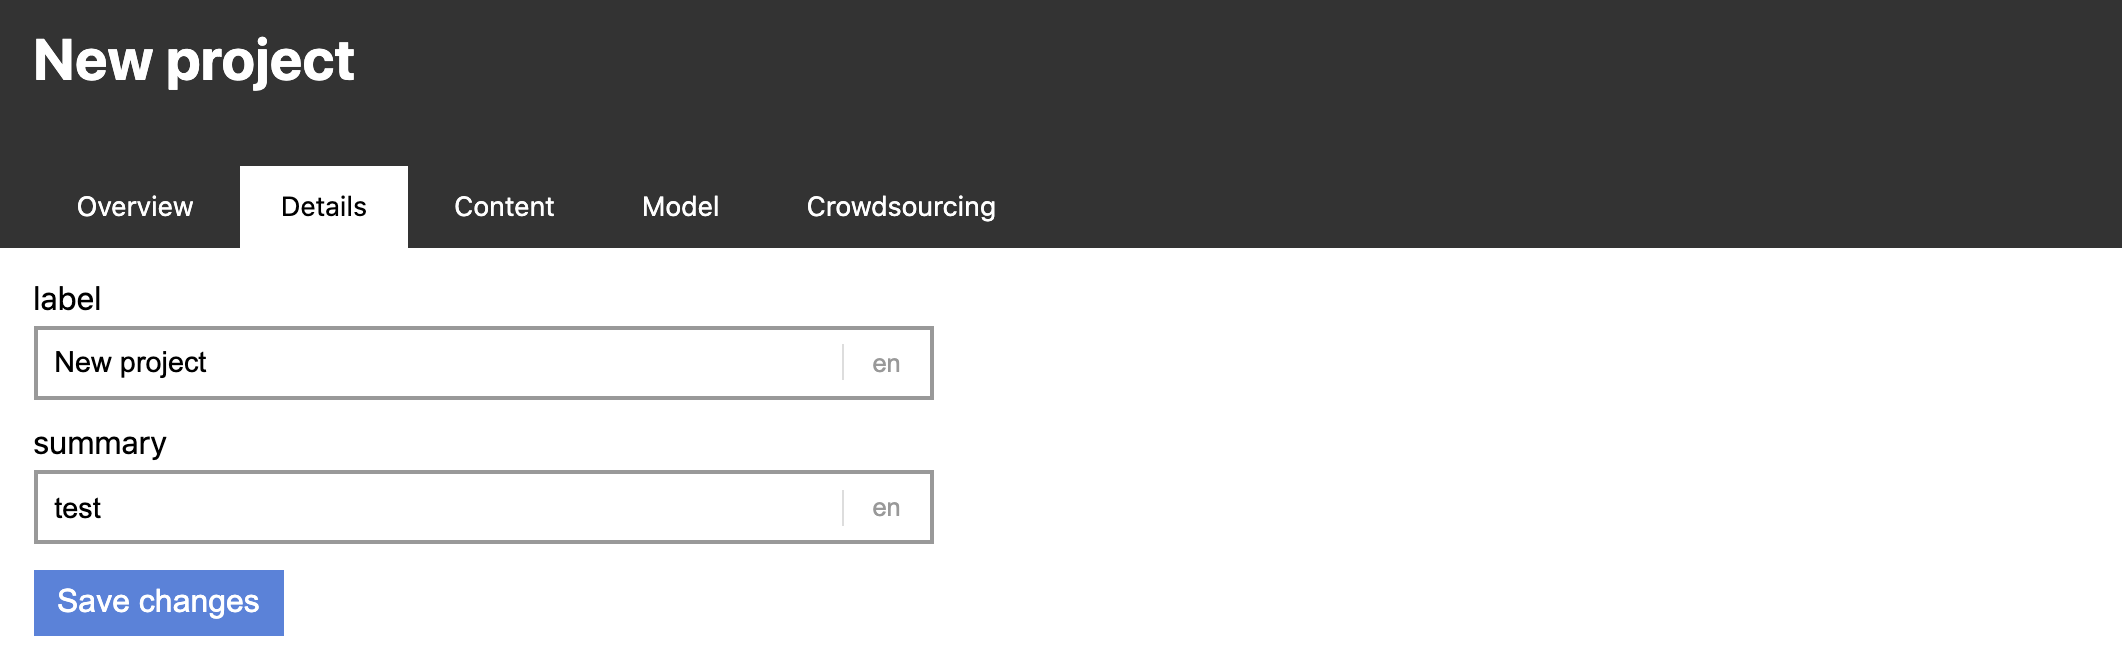 New project
Overview Details Content Model Crowdsourcing
label
New project en
summary
test en
Save changes